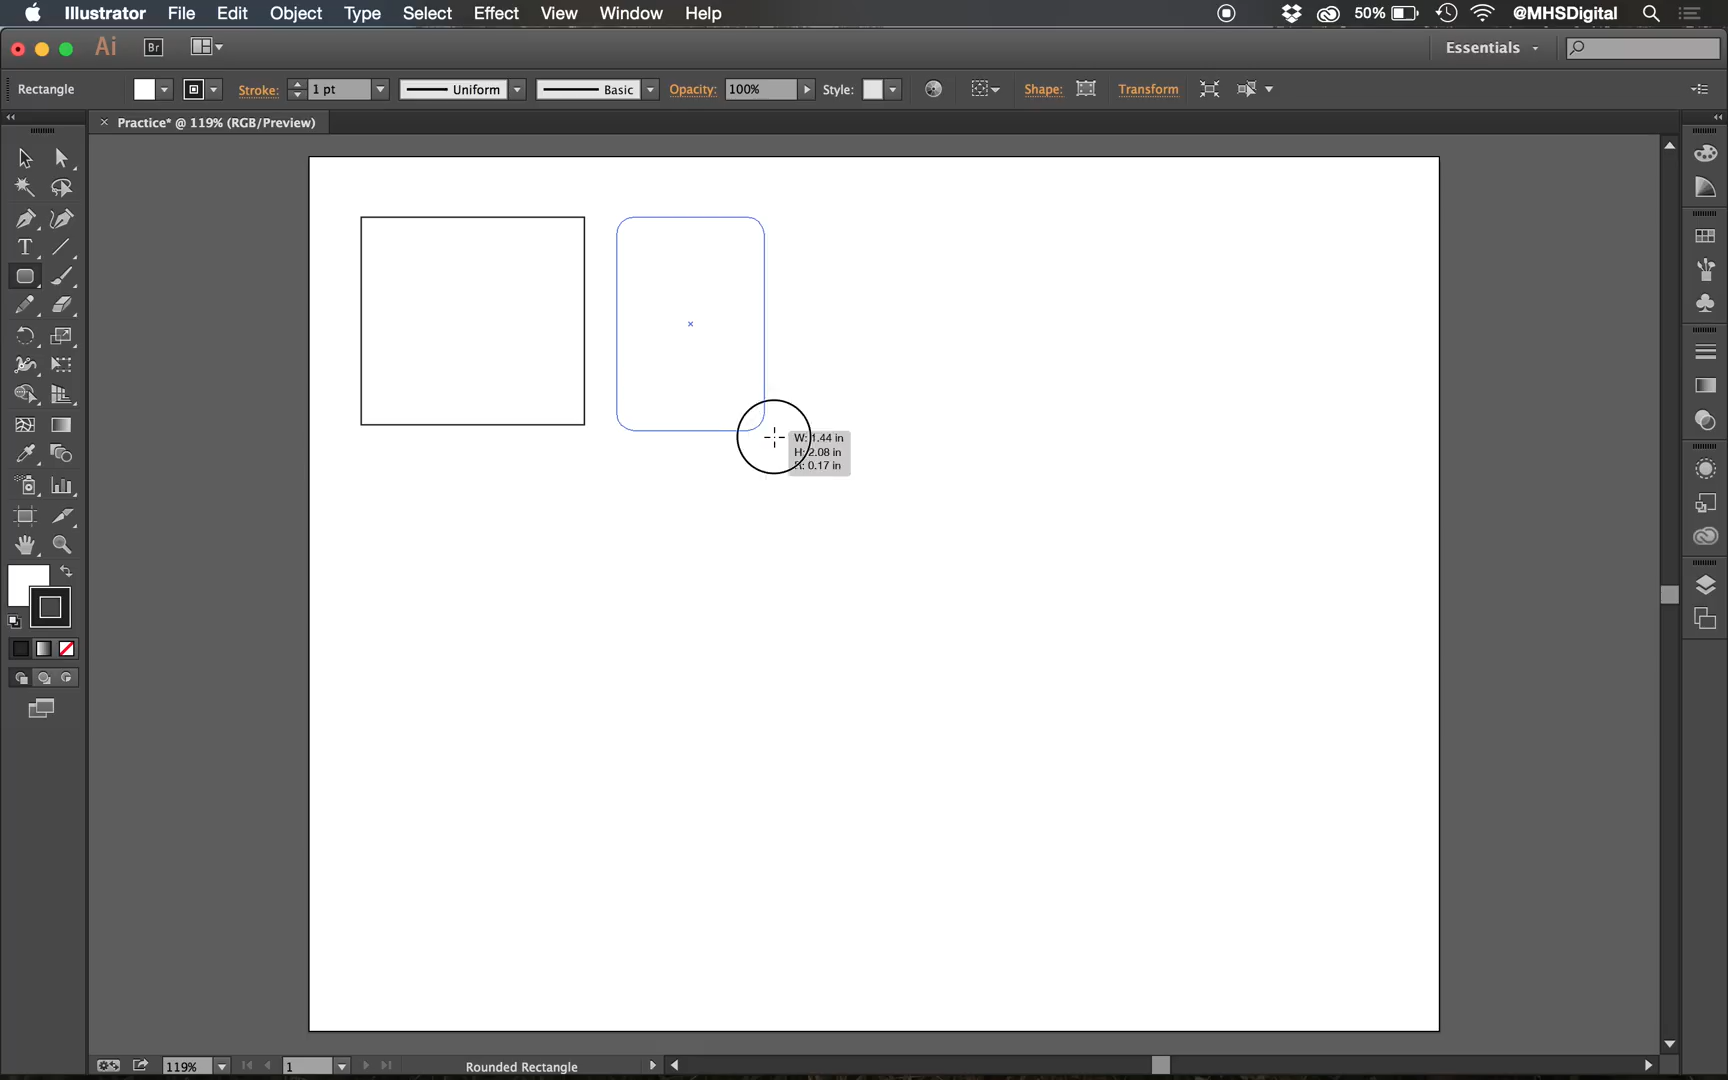 Illustrator File Edit Object Type Select Effect View Window Help 50% @MHSDigital
Ai Br Essentials
Rectangle Stroke: 1 pt Uniform Basic Opacity: 100% Style: Shape: Transform
× Practice* @ 119% (RGB/Preview)
T
W: 1.44 in
H: 2.08 in
R: 0.17 in
119% 1 Rounded Rectangle